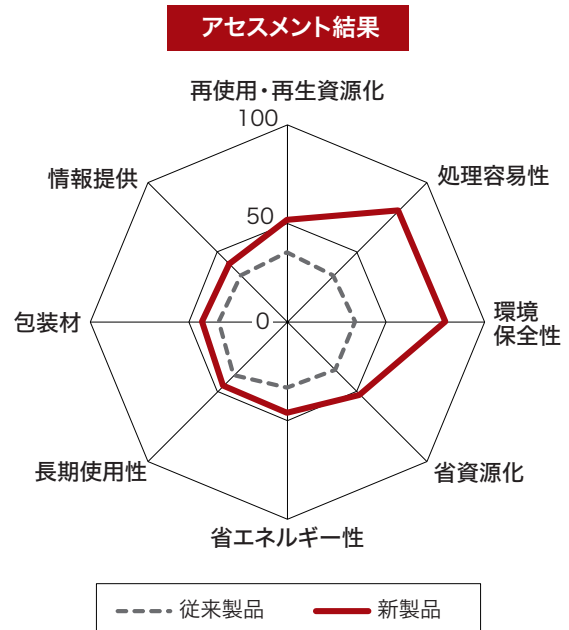 アセスメント結果
再使用・再生資源化
100
情報提供
処理容易性
50
包装材
0
環境
保全性
長期使用性
省資源化
省エネルギー性
従来製品
新製品